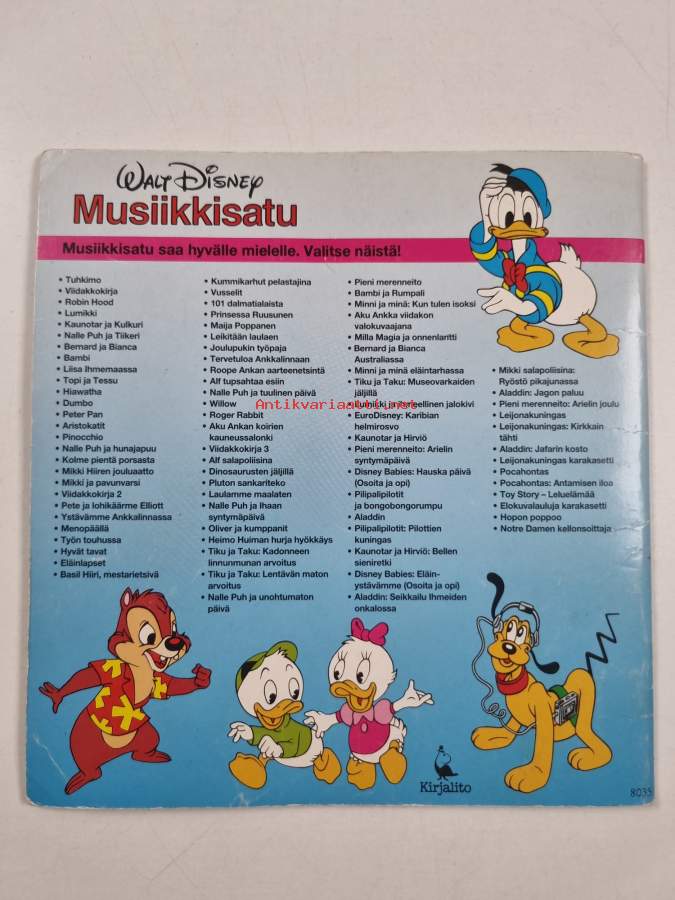 WALT DISNEY
Musiikkisatu
Musiikkisatu saa hyvälle mielelle. Valitse näistä!
• Tuhkimo
• Viidakkokirja
• Robin Hood
• Lumikki
• Kaunotar ja Kulkuri
• Nalle Puh ja Tiikeri
• Bernard ja Bianca
• Bambi
• Liisa Ihmemaassa
• Topi ja Tessu
• Hiawatha
• Dumbo
• Peter Pan
• Aristokatit
• Pinocchio
• Nalle Puh ja hunajapuu
• Kolme pientä porsasta
• Mikki Hiiren jouluaatto
• Mikki ja pavunvarsi
• Viidakkokirja 2
• Pete ja lohikäärme Elliott
• Ystävämme Ankkalinnassa
• Menopäällä
• Työn touhussa
• Hyvät tavat
• Eläinlapset
• Basil Hiiri, mestarietsivä
• Kummikarhut pelastajina
• Vusselit
• 101 dalmatialaista
• Prinsessa Ruusunen
• Maija Poppanen
• Leikitään laulaen
• Joulupukin työpaja
• Tervetuloa Ankkalinnaan
• Roope Ankan aarteenetsintä
• Alf tupsahtaa esiin
• Nalle Puh ja tuulinen päivä
• Willow
• Roger Rabbit
• Aku Ankan koirien
kauneussalonki
• Viidakkokirja 3
• Alf salapoliisina
• Dinosaurusten jäljillä
• Pluton sankariteko
• Laulamme maalaten
• Nalle Puh ja Ihaan
syntymäpäivä
• Oliver ja kumppanit
• Heimo Huiman hurja hyökkäys
• Tiku ja Taku: Kadonneen
linnunmunan arvoitus
• Tiku ja Taku: Lentävän maton
arvoitus
• Nalle Puh ja unohtumaton
päivä
• Pieni merenneito
• Bambi ja Rumpali
• Minni ja minä: Kun tulen isoksi
• Aku Ankka viidakon
valokuvaajana
• Milla Magia ja onnenlantti
• Bernard ja Bianca
Australiassa
• Minni ja minä eläintarhassa
• Tiku ja Taku: Museovarkaiden
jäljillä
• Lumikki ja ihmeellinen jalokivi
• EuroDisney: Karibian
helmirosvo
• Kaunotar ja Hirviö
• Pieni merenneito: Arielin
syntymäpäivä
• Disney Babies: Hauska päivä
(Osoita ja opi)
• Pilipalipilotit
ja bongobongorumpu
• Aladdin
• Pilipalipilotit: Pilottien
kuningas
• Kaunotar ja Hirviö: Bellen
sieniretki
• Disney Babies: Eläin-
ystävämme (Osoita ja opi)
• Aladdin: Seikkailu Ihmeiden
onkalossa
• Mikki salapoliisina:
Ryöstö pikajunassa
• Aladdin: Jagon paluu
• Pieni merenneito: Arielin joulu
• Leijonakuningas
• Leijonakuningas: Kirkkain
tähti
• Aladdin: Jafarin kosto
• Leijonakuningas karakasetti
• Pocahontas
• Pocahontas: Antamisen iloa
• Toy Story – Leluelämää
• Elokuvalauluja karakasetti
• Hopon poppoo
• Notre Damen kellonsoittaja
Antikvariaatti.net
Kirjalito
8035